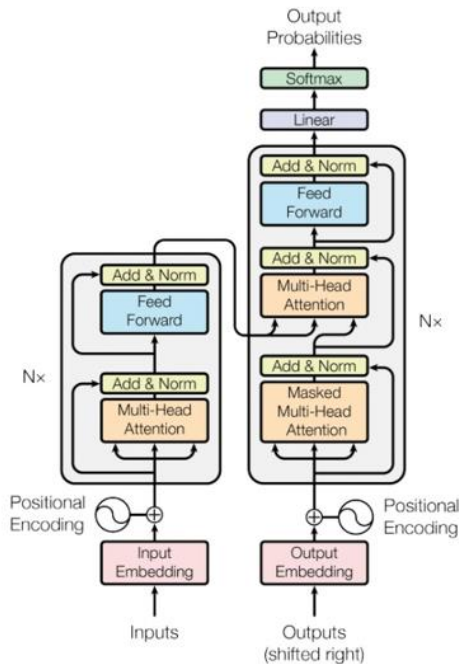 Output
Probabilities
Softmax
Linear
Add & Norm
Feed
Forward
Add & Norm
Multi-Head
Attention
Add & Norm
Masked
Multi-Head
Attention
Nx
Add & Norm
Feed
Forward
Add & Norm
Multi-Head
Attention
Nx
Positional
Encoding
Positional
Encoding
Input
Embedding
Output
Embedding
Inputs
Outputs
(shifted right)